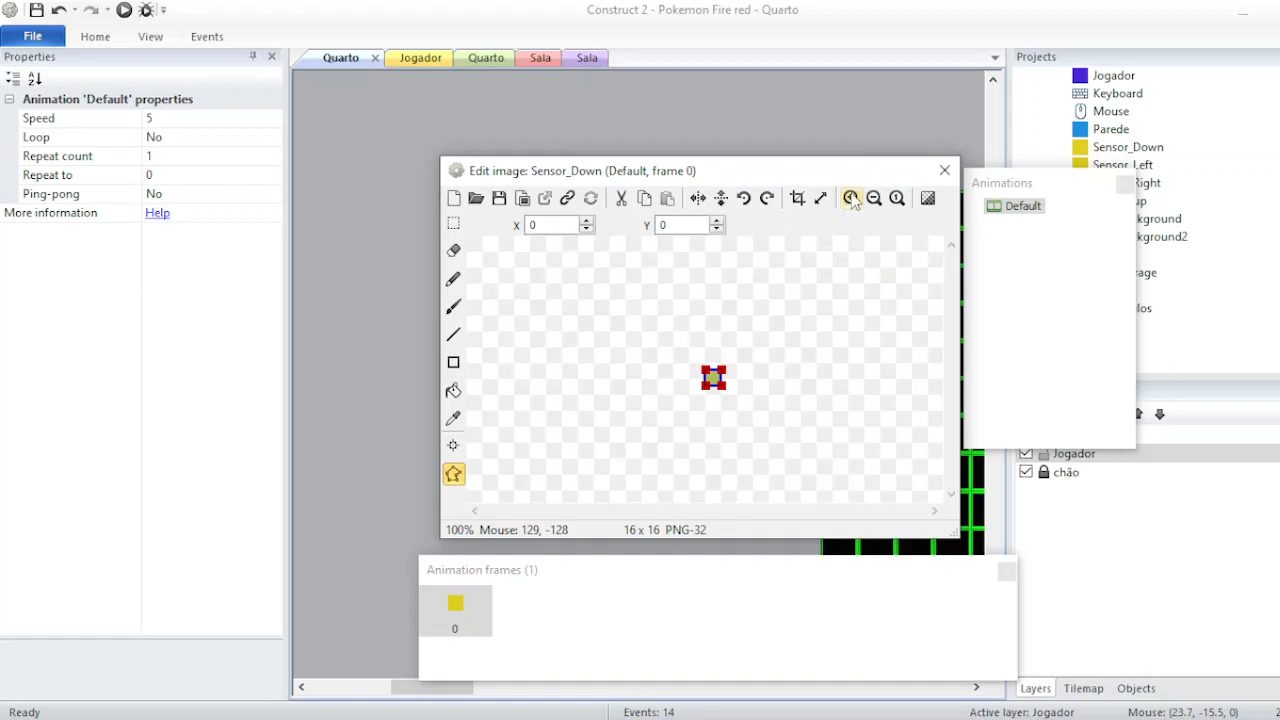 Construct 2 - Pokemon Fire red - Quarto
File Home View Events
Properties
Quarto Jogador Quarto Sala Sala
Projects
Animation 'Default' properties
Speed 5
Loop No
Repeat count 1
Repeat to 0
Ping-pong No
More information Help
Jogador
Keyboard
Mouse
Parede
Sensor_Down
Sensor_Left
Right
up
kground
kground2
rage
los
Edit image: Sensor_Down (Default, frame 0)
X 0 Y 0
100% Mouse: 129, -128 16 x 16 PNG-32
Animations
Default
Jogador
chão
Animation frames (1)
0
Layers Tilemap Objects
Ready Events: 14 Active layer: Jogador Mouse: (23.7, -15.5, 0)